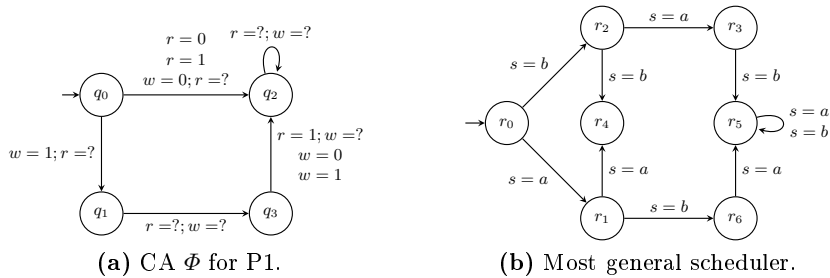 r = 0
r = 1
w = 0; r =?
r =?; w =?
q0
q2
w = 1; r =?
r = 1; w =?
w = 0
w = 1
q1
q3
r =?; w =?
(a) CA Φ for P1.
r2
s = a
r3
s = b
s = b
s = b
r0
r4
r5
s = a
s = b
s = a
s = a
s = a
r1
s = b
r6
(b) Most general scheduler.